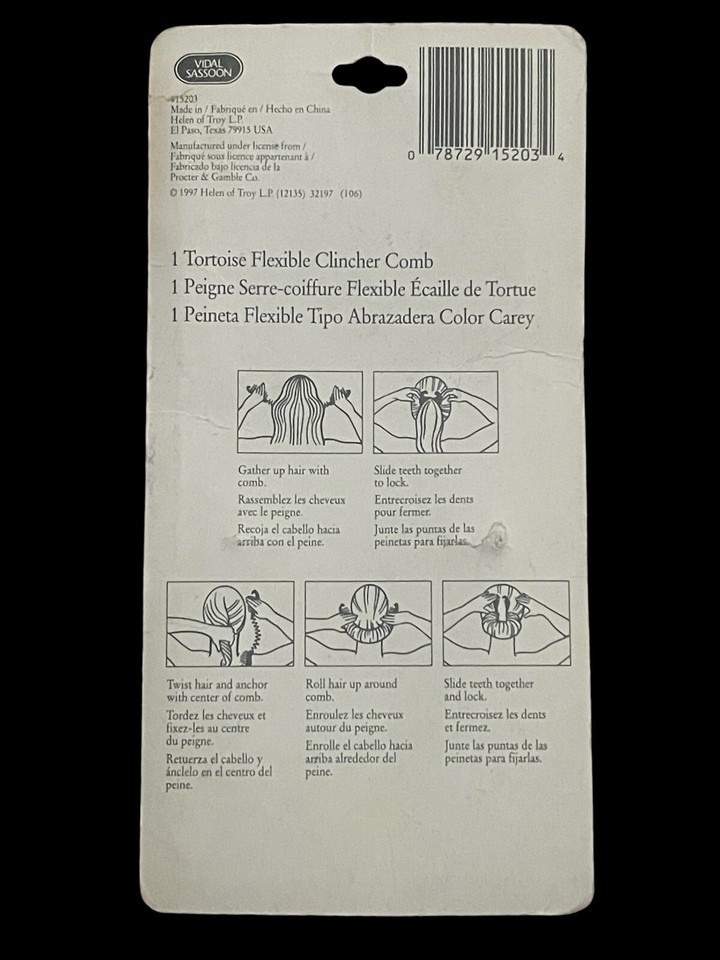 VIDAL
SASSOON
#15203
Made in / Fabriqué en / Hecho en China
Helen of Troy L.P.
El Paso, Texas 79915 USA
Manufactured under license from /
Fabriqué sous licence appartenant à /
Fabricado bajo licencia de la
Procter & Gamble Co.
© 1997 Helen of Troy L.P. (12135) 32197 (106)
0 78729 15203 4
1 Tortoise Flexible Clincher Comb
1 Peigne Serre-coiffure Flexible Écaille de Tortue
1 Peineta Flexible Tipo Abrazadera Color Carey
Gather up hair with
comb.
Rassemblez les cheveux
avec le peigne.
Recoja el cabello hacia
arriba con el peine.
Slide teeth together
to lock.
Entrecroisez les dents
pour fermer.
Junte las puntas de las
peinetas para fijarlas.
Twist hair and anchor
with center of comb.
Tordez les cheveux et
fixez-les au centre
du peigne.
Retuerza el cabello y
ánclelo en el centro del
peine.
Roll hair up around
comb.
Enroulez les cheveux
autour du peigne.
Enrolle el cabello hacia
arriba alrededor del
peine.
Slide teeth together
and lock.
Entrecroisez les dents
et fermez.
Junte las puntas de las
peinetas para fijarlas.